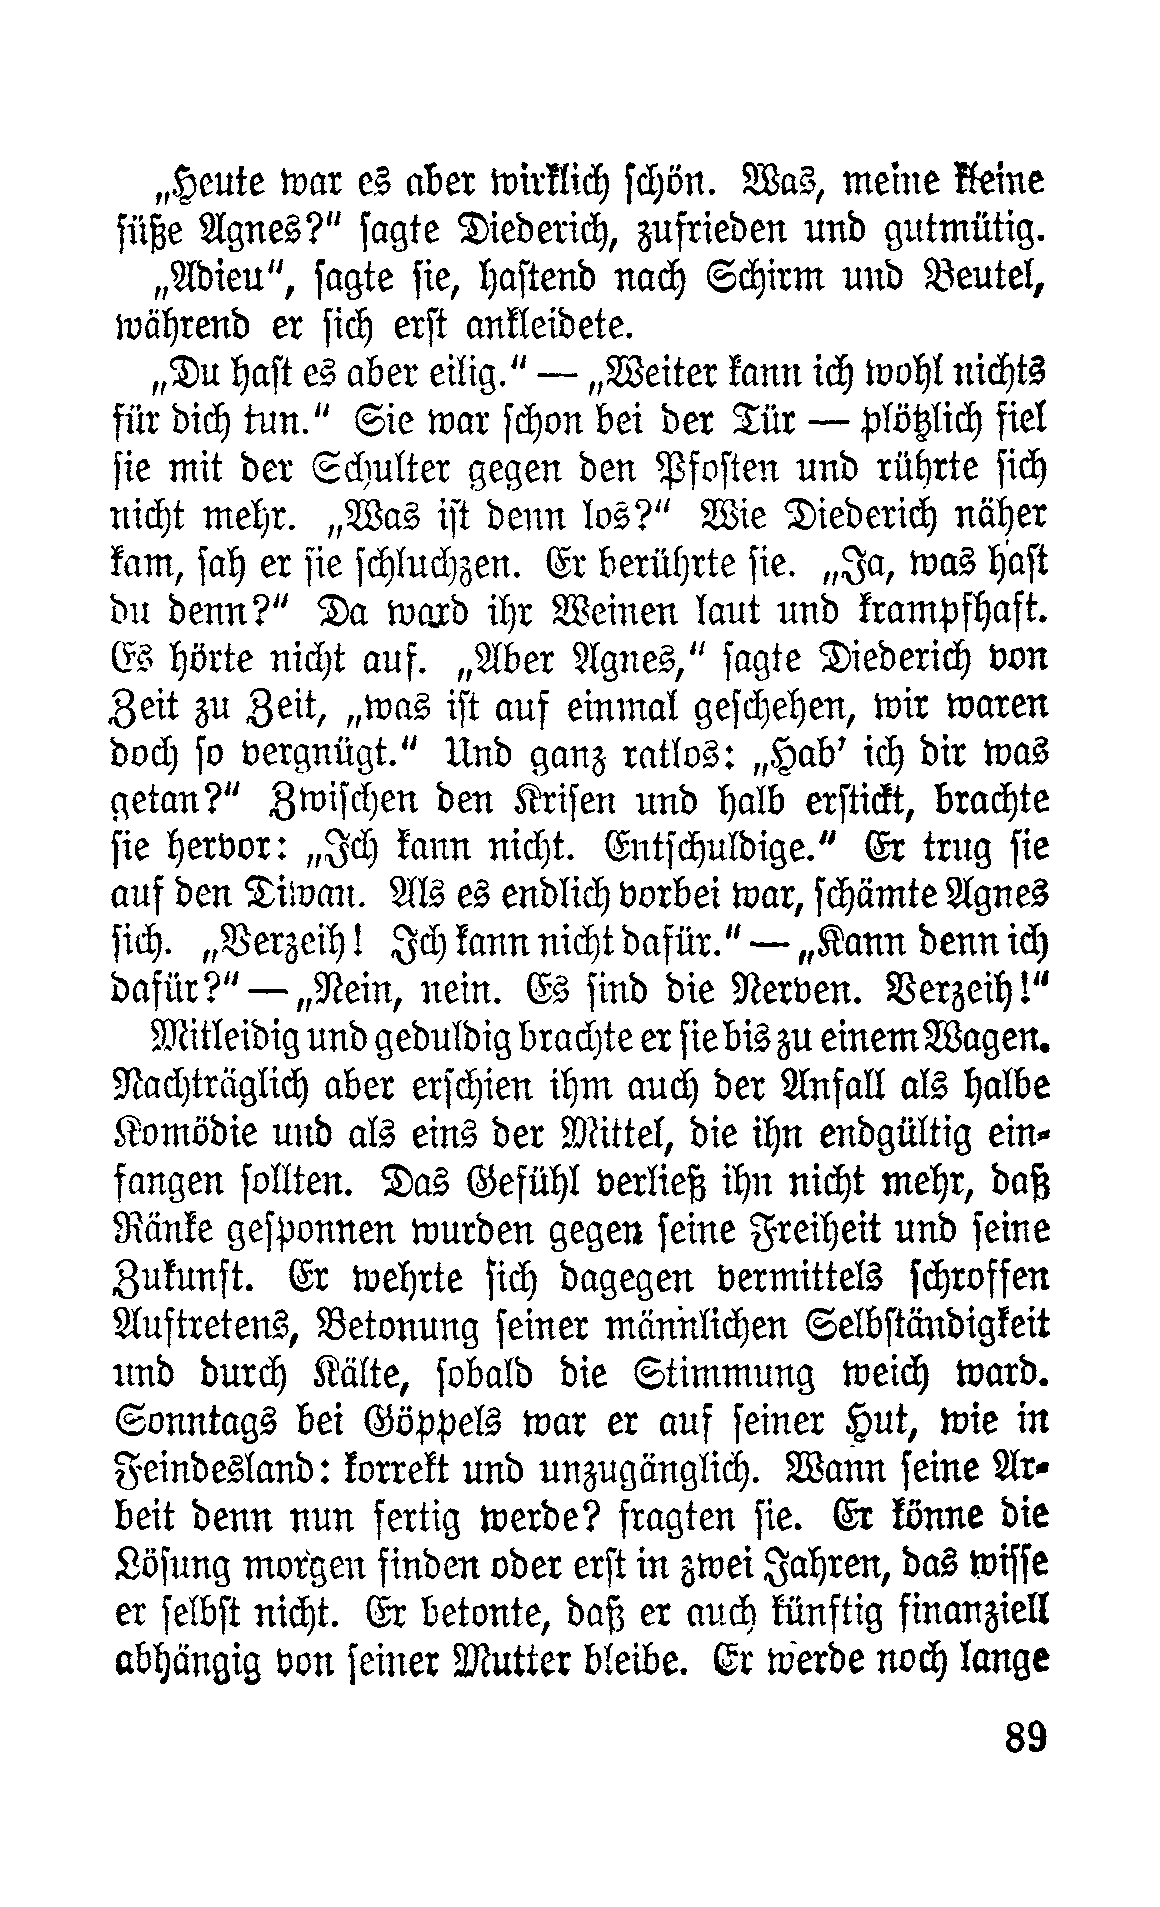 „Heute war es aber wirklich schön. Was, meine kleine
süße Agnes?“ sagte Diederich, zufrieden und gutmütig.
„Adieu“, sagte sie, hastend nach Schirm und Beutel,
während er sich erst ankleidete.
„Du hast es aber eilig.“ — „Weiter kann ich wohl nichts
für dich tun.“ Sie war schon bei der Tür — plötzlich fiel
sie mit der Schulter gegen den Pfosten und rührte sich
nicht mehr. „Was ist denn los?“ Wie Diederich näher
kam, sah er sie schluchzen. Er berührte sie. „Ja, was hast
du denn?“ Da ward ihr Weinen laut und krampfhaft.
Es hörte nicht auf. „Aber Agnes,“ sagte Diederich von
Zeit zu Zeit, „was ist auf einmal geschehen, wir waren
doch so vergnügt.“ Und ganz ratlos: „Hab’ ich dir was
getan?“ Zwischen den Krisen und halb erstickt, brachte
sie hervor: „Ich kann nicht. Entschuldige.“ Er trug sie
auf den Diwan. Als es endlich vorbei war, schämte Agnes
sich. „Verzeih! Ich kann nicht dafür.“ — „Kann denn ich
dafür?“ — „Nein, nein. Es sind die Nerven. Verzeih!“
Mitleidig und geduldig brachte er sie bis zu einem Wagen.
Nachträglich aber erschien ihm auch der Anfall als halbe
Komödie und als eins der Mittel, die ihn endgültig ein-
fangen sollten. Das Gefühl verließ ihn nicht mehr, daß
Ränke gesponnen wurden gegen seine Freiheit und seine
Zukunft. Er wehrte sich dagegen vermittels schroffen
Auftretens, Betonung seiner männlichen Selbständigkeit
und durch Kälte, sobald die Stimmung weich ward.
Sonntags bei Göppels war er auf seiner Hut, wie in
Feindesland: korrekt und unzugänglich. Wann seine Ar-
beit denn nun fertig werde? fragten sie. Er könne die
Lösung morgen finden oder erst in zwei Jahren, das wisse
er selbst nicht. Er betonte, daß er auch künftig finanziell
abhängig von seiner Mutter bleibe. Er werde noch lange
89